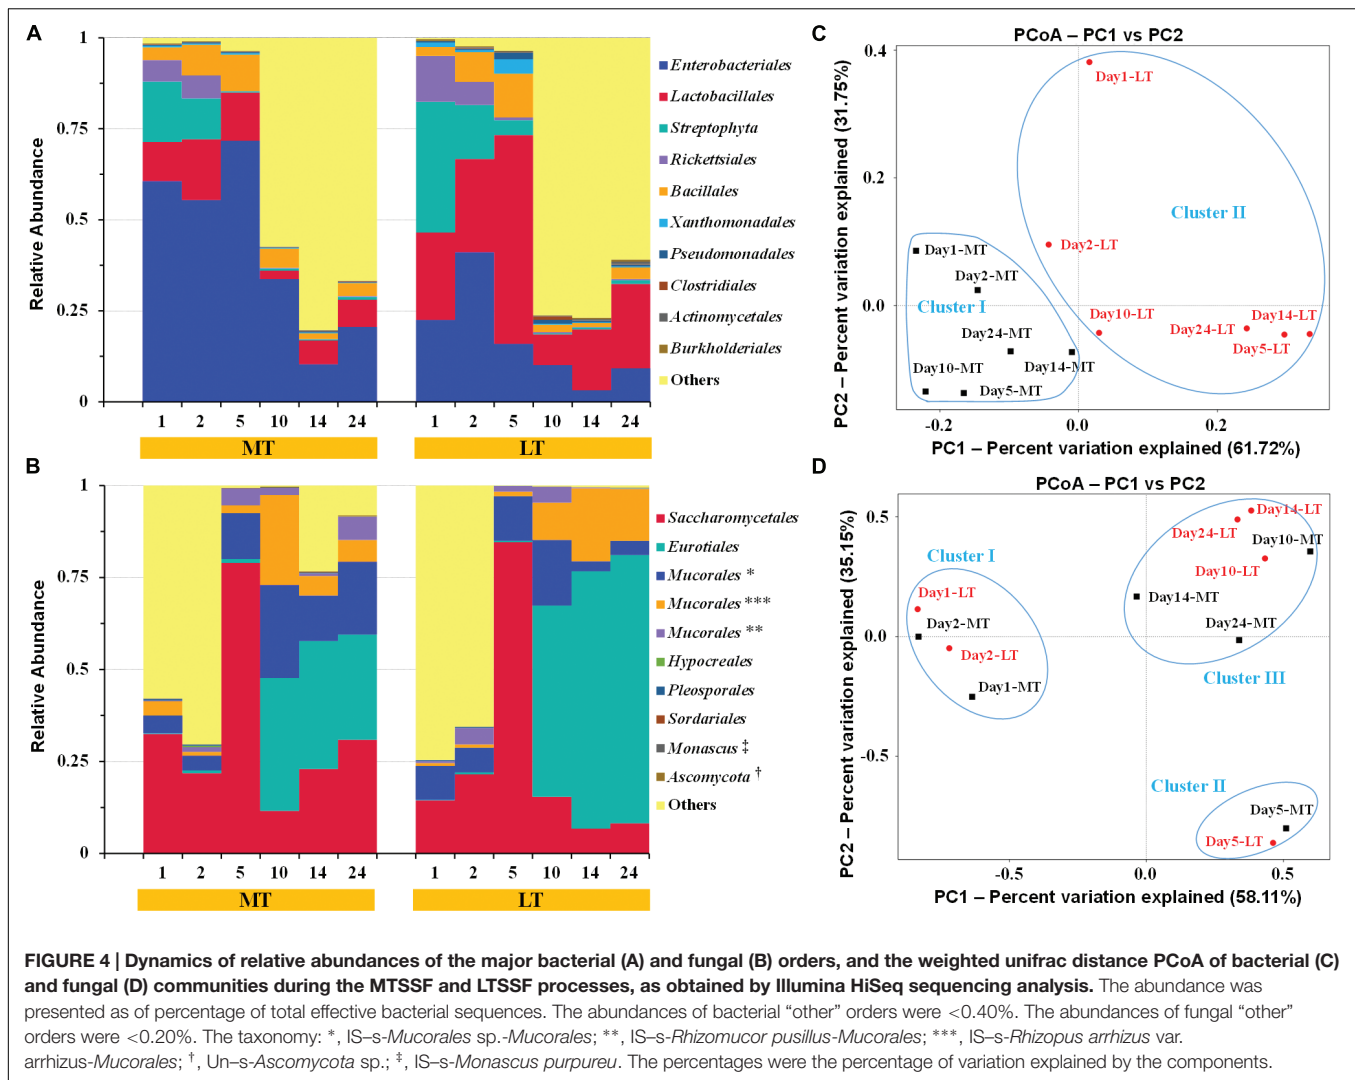 A
1
0.75
0.5
0.25
0
Relative Abundance
1 2 5 10 14 24
MT
1 2 5 10 14 24
LT
Enterobacteriales
Lactobacillales
Streptophyta
Rickettsiales
Bacillales
Xanthomonadales
Pseudomonadales
Clostridiales
Actinomycetales
Burkholderiales
Others
B
1
0.75
0.5
0.25
0
Relative Abundance
1 2 5 10 14 24
MT
1 2 5 10 14 24
LT
Saccharomycetales
Eurotiales
Mucorales *
Mucorales ***
Mucorales **
Hypocreales
Pleosporales
Sordariales
Monascus ‡
Ascomycota †
Others
C
PCoA – PC1 vs PC2
0.4
0.2
0.0
PC2 – Percent variation explained (31.75%)
Day1-LT
Cluster II
Day2-LT
Day1-MT
Day2-MT
Cluster I
Day10-LT
Day14-LT
Day24-LT
Day5-LT
Day24-MT
Day14-MT
Day10-MT
Day5-MT
-0.2 0.0 0.2
PC1 – Percent variation explained (61.72%)
D
PCoA – PC1 vs PC2
0.5
0.0
-0.5
PC2 – Percent variation explained (35.15%)
Day14-LT
Day24-LT
Day10-MT
Cluster I
Day10-LT
Day1-LT
Day14-MT
Day2-MT
Day24-MT
Day2-LT
Cluster III
Day1-MT
Cluster II
Day5-MT
Day5-LT
-0.5 0.0 0.5
PC1 – Percent variation explained (58.11%)
FIGURE 4 | Dynamics of relative abundances of the major bacterial (A) and fungal (B) orders, and the weighted unifrac distance PCoA of bacterial (C)
and fungal (D) communities during the MTSSF and LTSSF processes, as obtained by Illumina HiSeq sequencing analysis. The abundance was
presented as of percentage of total effective bacterial sequences. The abundances of bacterial “other” orders were <0.40%. The abundances of fungal “other”
orders were <0.20%. The taxonomy: *, IS–s-Mucorales sp.-Mucorales; **, IS–s-Rhizomucor pusillus-Mucorales; ***, IS–s-Rhizopus arrhizus var.
arrhizus-Mucorales; †, Un–s-Ascomycota sp.; ‡, IS–s-Monascus purpureu. The percentages were the percentage of variation explained by the components.